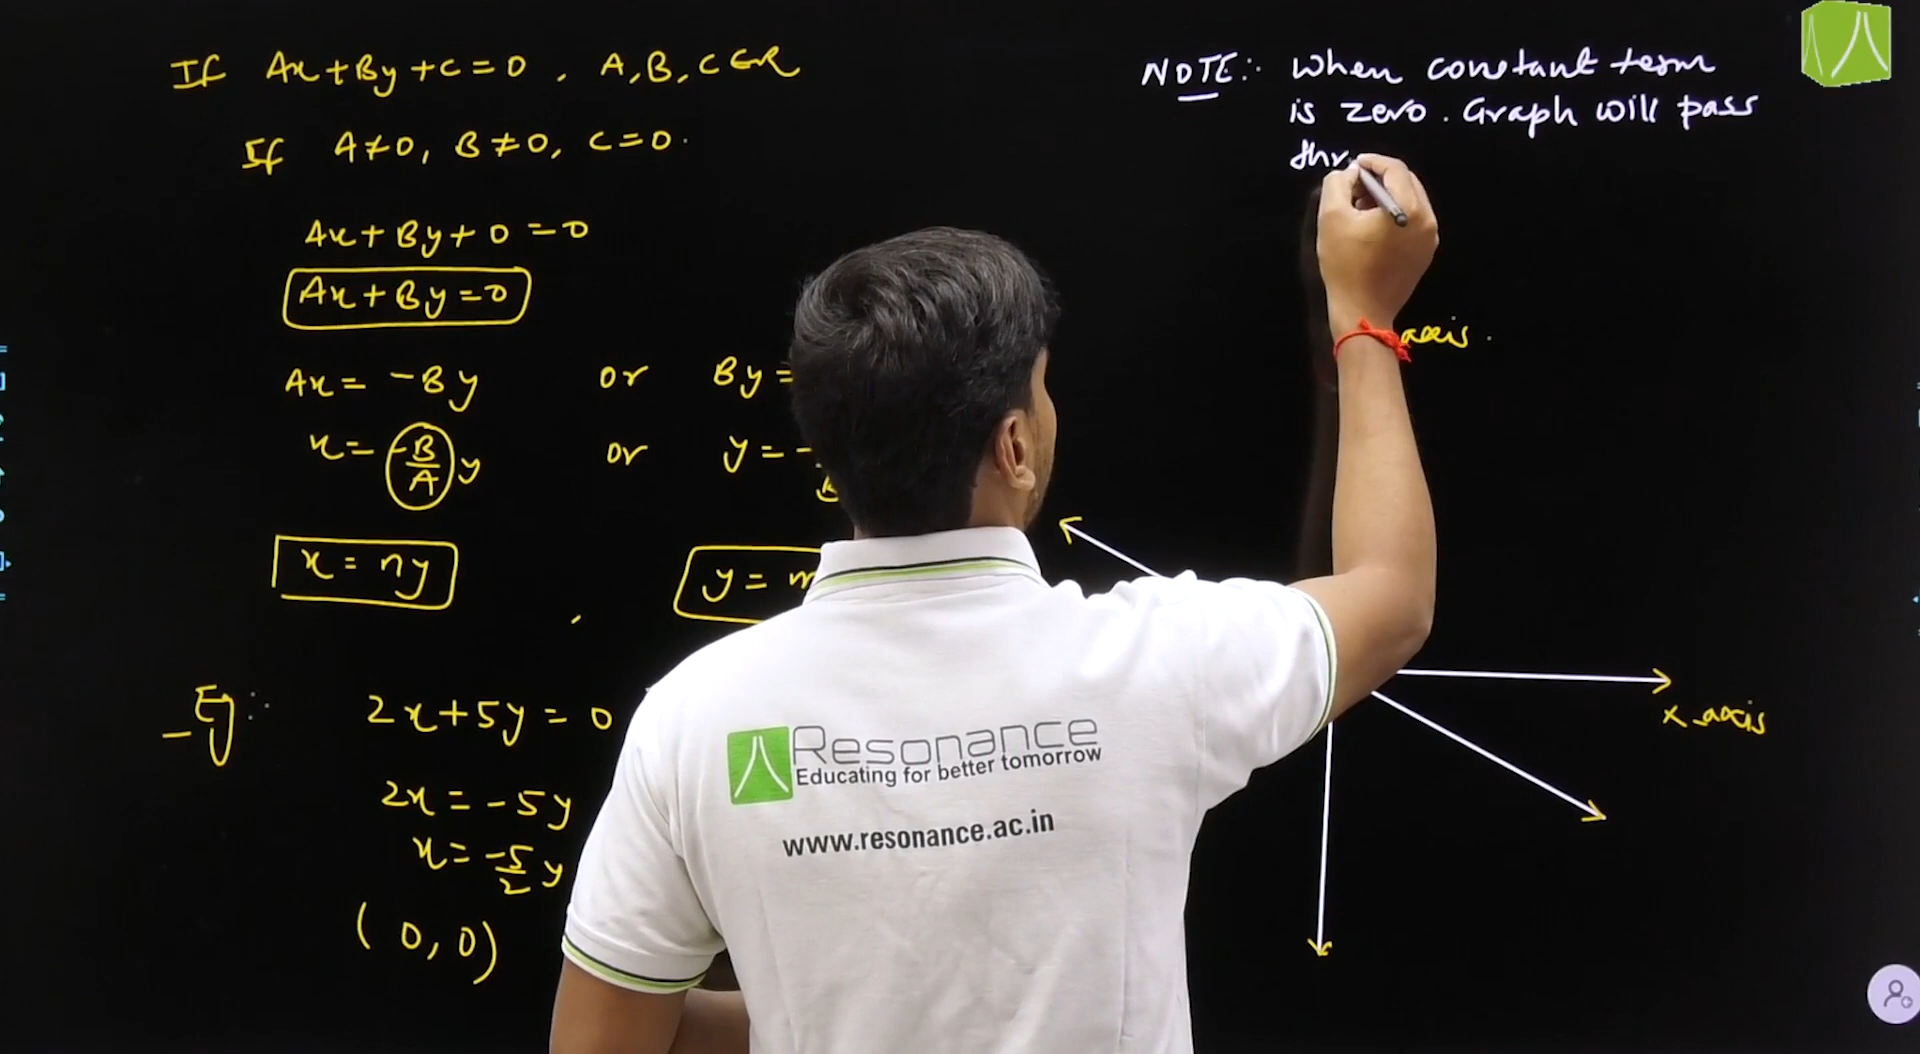 If Ax+By+C=0, A,B,C∈R
If A≠0, B≠0, C=0.
Ax+By+0=0
Ax+By=0
Ax=-By or By=
x=-B/A y or y=-
x=ny
y=
Eg:
2x+5y=0
2x=-5y
x=-5/2 y
(0,0)
NOTE:- When constant term
is zero. Graph will pass
thr
axis.
x-axis
Resonance
Educating for better tomorrow
www.resonance.ac.in